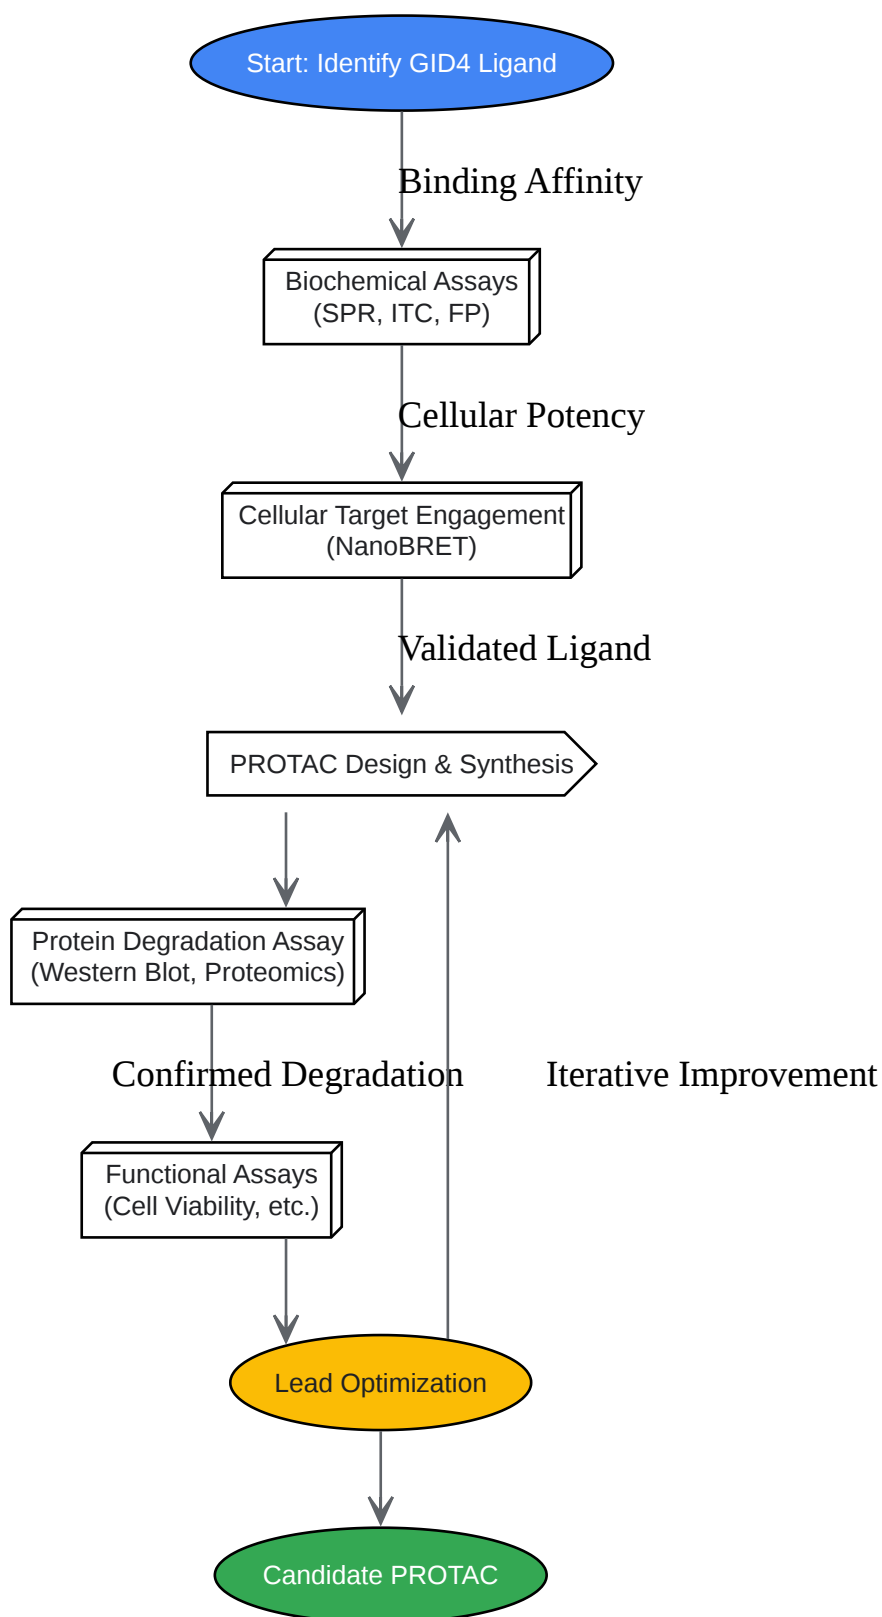 Start: Identify GID4 Ligand
Binding Affinity
Biochemical Assays
(SPR, ITC, FP)
Cellular Potency
Cellular Target Engagement
(NanoBRET)
Validated Ligand
PROTAC Design & Synthesis
Protein Degradation Assay
(Western Blot, Proteomics)
Confirmed Degradation
Iterative Improvement
Functional Assays
(Cell Viability, etc.)
Lead Optimization
Candidate PROTAC